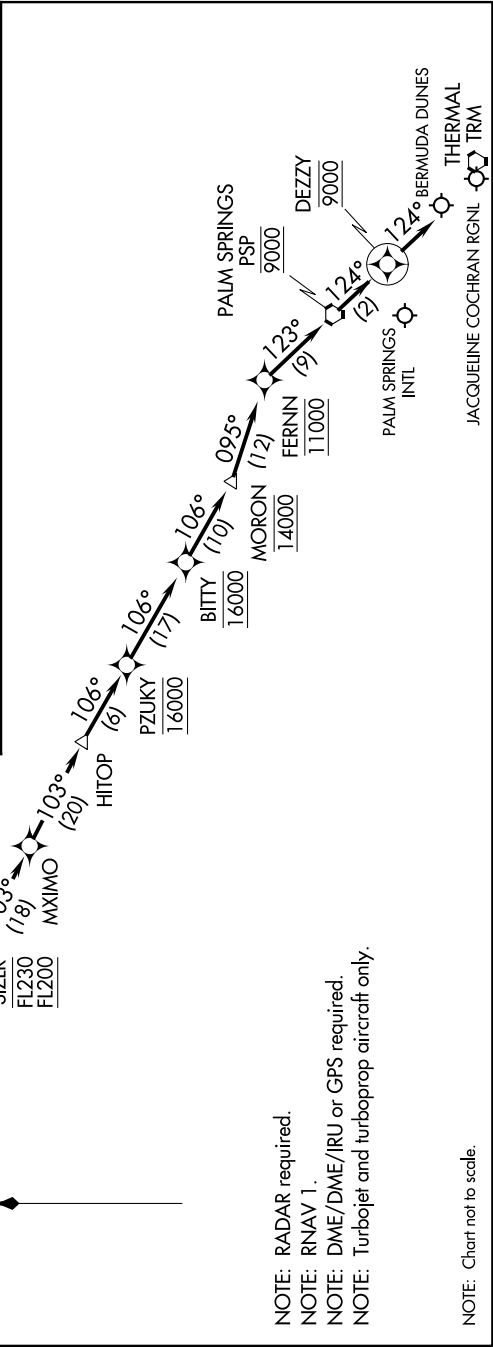 FL230
FL200
(18)
MXIMO
103°
(20)
HITOP
106°
(6)
PZUKY
16000
106°
(17)
BITTY
16000
106°
(10)
MORON
14000
095°
(12)
FERNN
11000
123°
(9)
PALM SPRINGS
PSP
9000
124°
(2)
DEZZY
9000
124°
PALM SPRINGS
INTL
BERMUDA DUNES
THERMAL
TRM
JACQUELINE COCHRAN RGNL
NOTE: RADAR required.
NOTE: RNAV 1.
NOTE: DME/DME/IRU or GPS required.
NOTE: Turbojet and turboprop aircraft only.
NOTE: Chart not to scale.